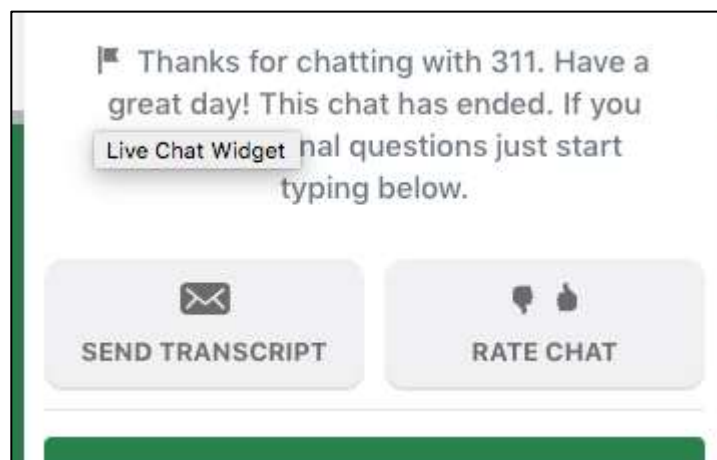 Thanks for chatting with 311. Have a
great day! This chat has ended. If you
Live Chat Widget nal questions just start
typing below.
SEND TRANSCRIPT
RATE CHAT